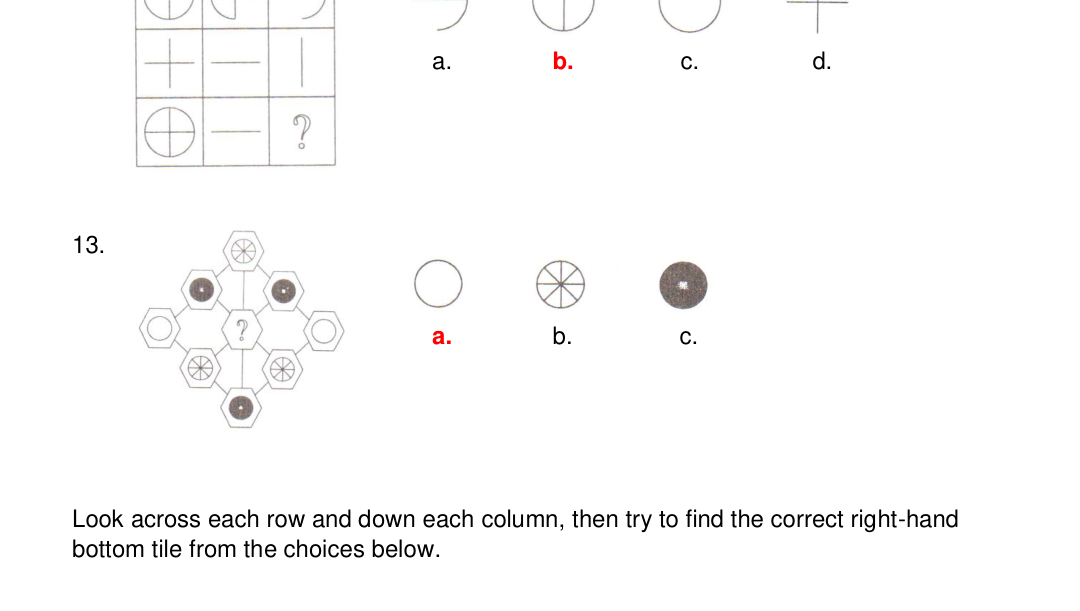 a.
b.
c.
d.
?
13.
?
a.
b.
c.
Look across each row and down each column, then try to find the correct right-hand
bottom tile from the choices below.